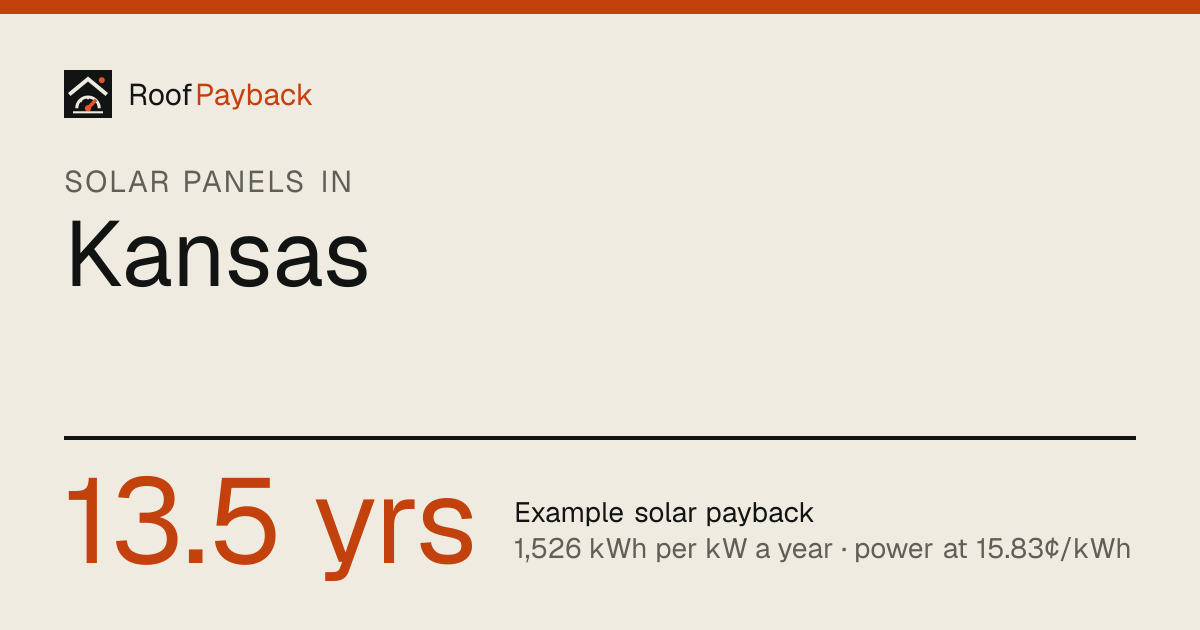 RoofPayback
SOLAR PANELS IN
Kansas
13.5 yrs
Example solar payback
1,526 kWh per kW a year · power at 15.83¢/kWh